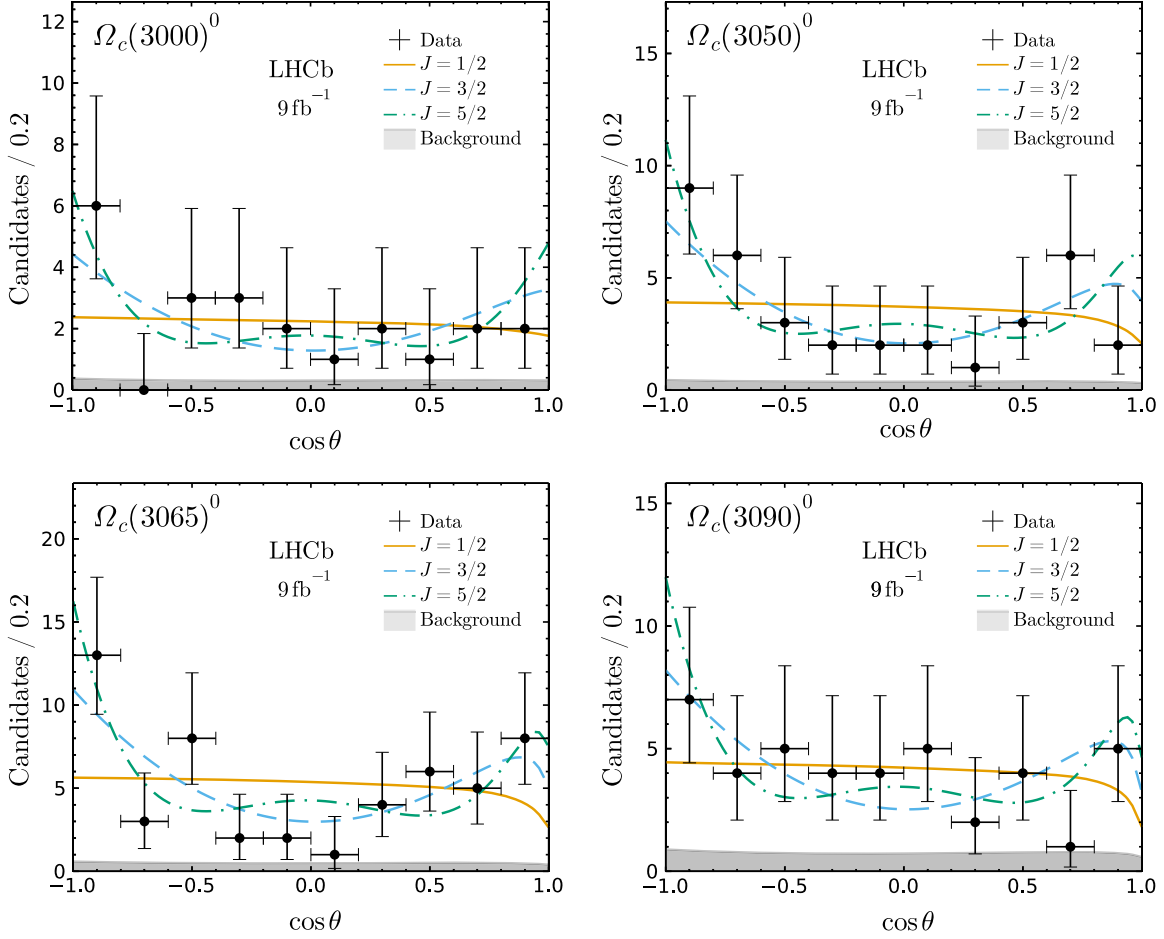 Ω_c(3000)^0
LHCb
9 fb^−1
Data
J = 1/2
J = 3/2
J = 5/2
Background
Candidates / 0.2
12
10
8
6
4
2
0
−1.0 −0.5 0.0 0.5 1.0
cos θ
Ω_c(3050)^0
LHCb
9 fb^−1
Data
J = 1/2
J = 3/2
J = 5/2
Background
Candidates / 0.2
15
10
5
0
−1.0 −0.5 0.0 0.5 1.0
cos θ
Ω_c(3065)^0
LHCb
9 fb^−1
Data
J = 1/2
J = 3/2
J = 5/2
Background
Candidates / 0.2
20
15
10
5
0
−1.0 −0.5 0.0 0.5 1.0
cos θ
Ω_c(3090)^0
LHCb
9 fb^−1
Data
J = 1/2
J = 3/2
J = 5/2
Background
Candidates / 0.2
15
10
5
0
−1.0 −0.5 0.0 0.5 1.0
cos θ